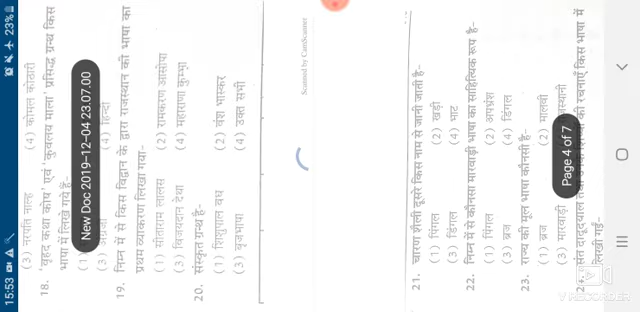 15:53
23%
(3) नरपति नाल्ह (4) कोमल कोठारी
18. 'वृहद कथा कोष' एवं 'कुवलय माला' प्रसिद्ध ग्रन्थ किस
भाषा में लिखे गये हैं-
(1)
(3) अंग्रेजी (4) हिन्दी
New Doc 2019-12-04 23.07.00
19. निम्न में से किस विद्वान के द्वारा राजस्थान की भाषा का
प्रथम व्याकरण लिखा गया-
(1) सीताराम लालस (2) रामकरण आसोपा
(3) विजयदान देथा (4) महाराणा कुम्भा
20. संस्कृत ग्रन्थ है-
(1) शिशुपाल वध (2) वंश भास्कर
(3) बृजभाषा (4) उक्त सभी
Scanned by CamScanner
21. चारण शैली दूसरे किस नाम से जानी जाती है-
(1) पिंगल (2) खड़ी
(3) डिंगल (4) भाट
22. निम्न में से कौनसा मारवाड़ी भाषा का साहित्यिक रूप है-
(1) पिंगल (2) अपभ्रंश
(3) ब्रज (4) डिंगल
23. राज्य की मूल भाषा कौनसी है-
(1) ब्रज (2) मालवी
(3) मारवाड़ी
Page 4 of 7
संत दादूदयाल की रचनाएँ किस भाषा में
लिखी गई-
RECORDER